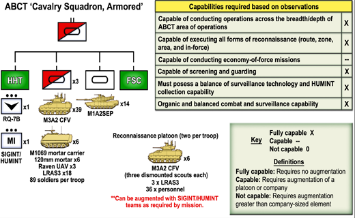 ABCT 'Cavalry Squadron, Armored'
HHT
x3
FSC
x1
RQ-7B
x39
M3A2 CFV
x14
M1A2SEP
MI
x1
SIGINT/
HUMINT
x6
M1069 mortar carrier
120mm mortar x6
Raven UAV x3
LRAS3 x18
89 soldiers per troop
Reconnaissance platoon (two per troop)
x6
M3A2 CFV
(three dismounted scouts each)
3 x LRAS3
36 x personnel
**Can be augmented with SIGINT/HUMINT
teams as required by mission.
Capabilities required based on observations
Capable of conducting operations across the breadth/depth of
ABCT area of operations
X
Capable of executing all forms of reconnaissance (route, zone,
area, and in-force)
X
Capable of conducting economy-of-force missions
--
Capable of screening and guarding
X
Must possess a balance of surveillance technology and HUMINT
collection capability
X
Organic and balanced combat and surveillance capability
X
Key
Fully capable X
Capable --
Not capable 0
Definitions
Fully capable: Requires no augmentation
Capable: Requires augmentation of a
platoon or company
Not capable: Requires augmentation
greater than company-sized element